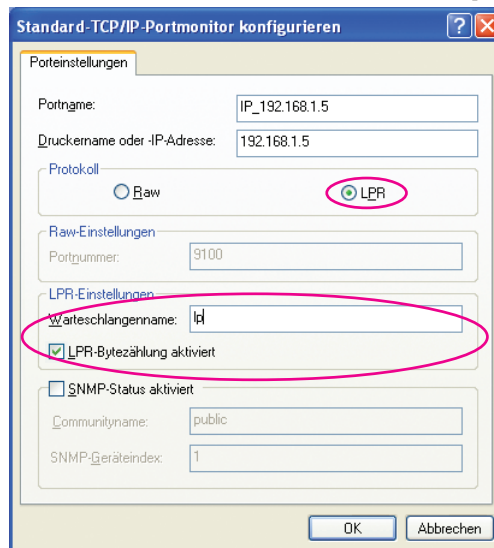 Standard-TCP/IP-Portmonitor konfigurieren
Porteinstellungen
Portname: IP_192.168.1.5
Druckername oder -IP-Adresse: 192.168.1.5
Protokoll
Raw LPR
Raw-Einstellungen
Portnummer: 9100
LPR-Einstellungen
Warteschlangenname: lp
LPR-Bytezählung aktiviert
SNMP-Status aktiviert
Communityname: public
SNMP-Geräteindex: 1
OK Abbrechen